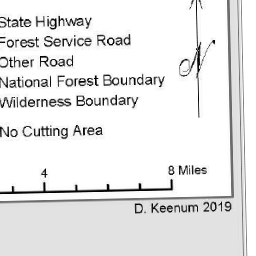 State Highway
Forest Service Road
Other Road
National Forest Boundary
Wilderness Boundary
No Cutting Area
N
4 8 Miles
D. Keenum 2019